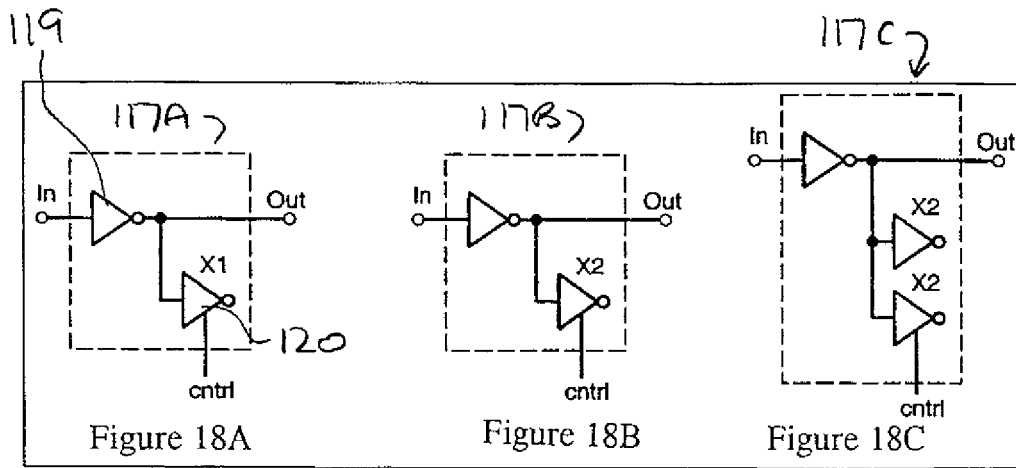 119
117A
117B
117C
In
Out
X1
120
cntrl
Figure 18A
In
Out
X2
cntrl
Figure 18B
In
Out
X2
X2
cntrl
Figure 18C